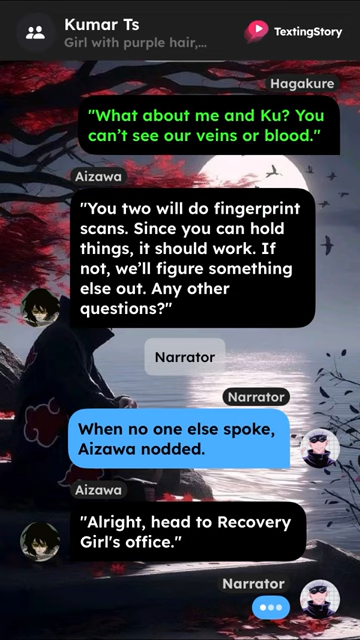 Kumar Ts
Girl with purple hair,...
TextingStory
Hagakure
"What about me and Ku? You
can't see our veins or blood."
Aizawa
"You two will do fingerprint
scans. Since you can hold
things, it should work. If
not, we'll figure something
else out. Any other
questions?"
Narrator
Narrator
When no one else spoke,
Aizawa nodded.
Aizawa
"Alright, head to Recovery
Girl's office."
Narrator